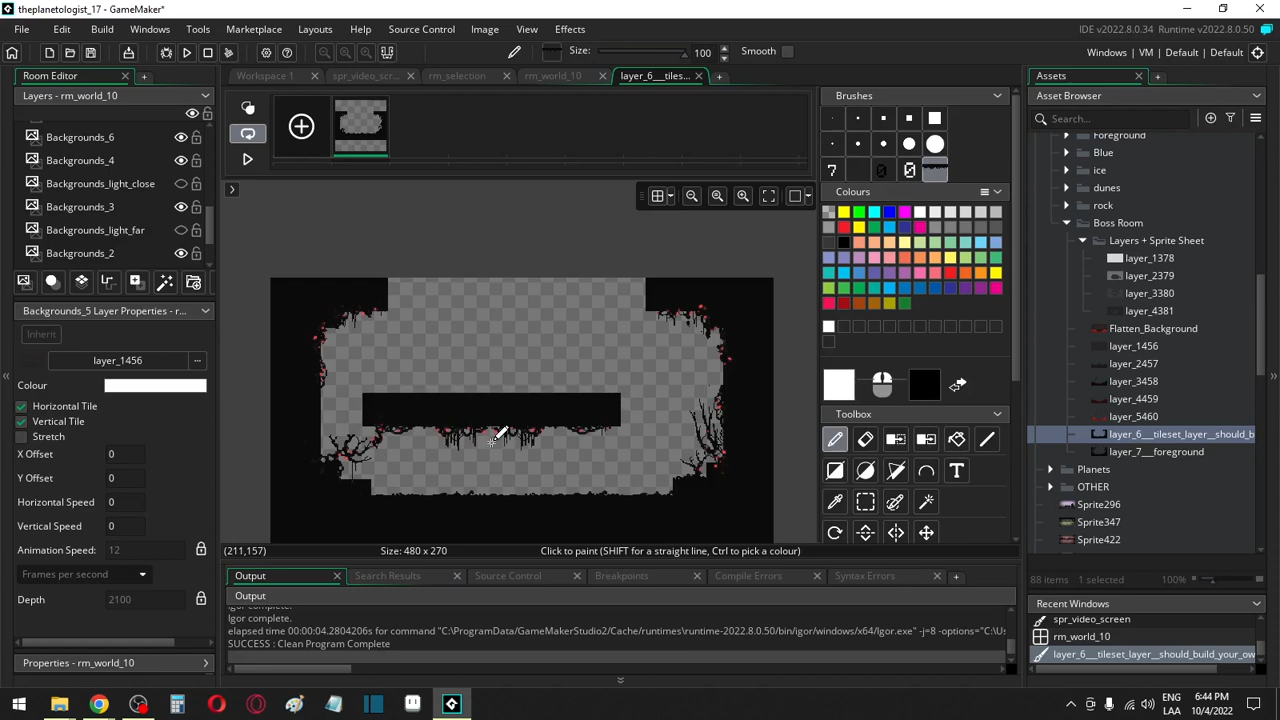 theplanetologist_17 - GameMaker*
File Edit Build Windows Tools Marketplace Layouts Help Source Control Image View Effects
IDE v2022.8.0.34 Runtime v2022.8.0.50
Size: 100 Smooth
Windows | VM | Default | Default
Room Editor
Workspace 1 spr_video_scr... rm_selection rm_world_10 layer_6___tiles...
Assets
Layers - rm_world_10
Brushes
Asset Browser
Search...
Backgrounds_6
Backgrounds_4
Backgrounds_light_close
Backgrounds_3
Backgrounds_light_far
Backgrounds_2
Colours
Foreground
Blue
ice
dunes
rock
Boss Room
Layers + Sprite Sheet
layer_1378
layer_2379
layer_3380
layer_4381
Flatten_Background
layer_1456
layer_2457
layer_3458
layer_4459
layer_5460
layer_6___tileset_layer__should_b
layer_7___foreground
Planets
OTHER
Sprite296
Sprite347
Sprite422
Backgrounds_5 Layer Properties - r...
Inherit
layer_1456 ...
Colour
Horizontal Tile
Vertical Tile
Stretch
X Offset 0
Y Offset 0
Horizontal Speed 0
Vertical Speed 0
Animation Speed: 12
Frames per second
Depth 2100
Toolbox
(211,157) Size: 480 x 270 Click to paint (SHIFT for a straight line, Ctrl to pick a colour)
Output Search Results Source Control Breakpoints Compile Errors Syntax Errors
88 items 1 selected 100%
Output
Igor complete.
Igor complete.
elapsed time 00:00:04.2804206s for command "C:\ProgramData/GameMakerStudio2/Cache/runtimes\runtime-2022.8.0.50/bin/igor/windows/x64/Igor.exe" -j=8 -options="C:\Us
SUCCESS : Clean Program Complete
Recent Windows
spr_video_screen
rm_world_10
layer_6___tileset_layer__should_build_your_ow
Properties - rm_world_10
ENG
LAA
6:44 PM
10/4/2022